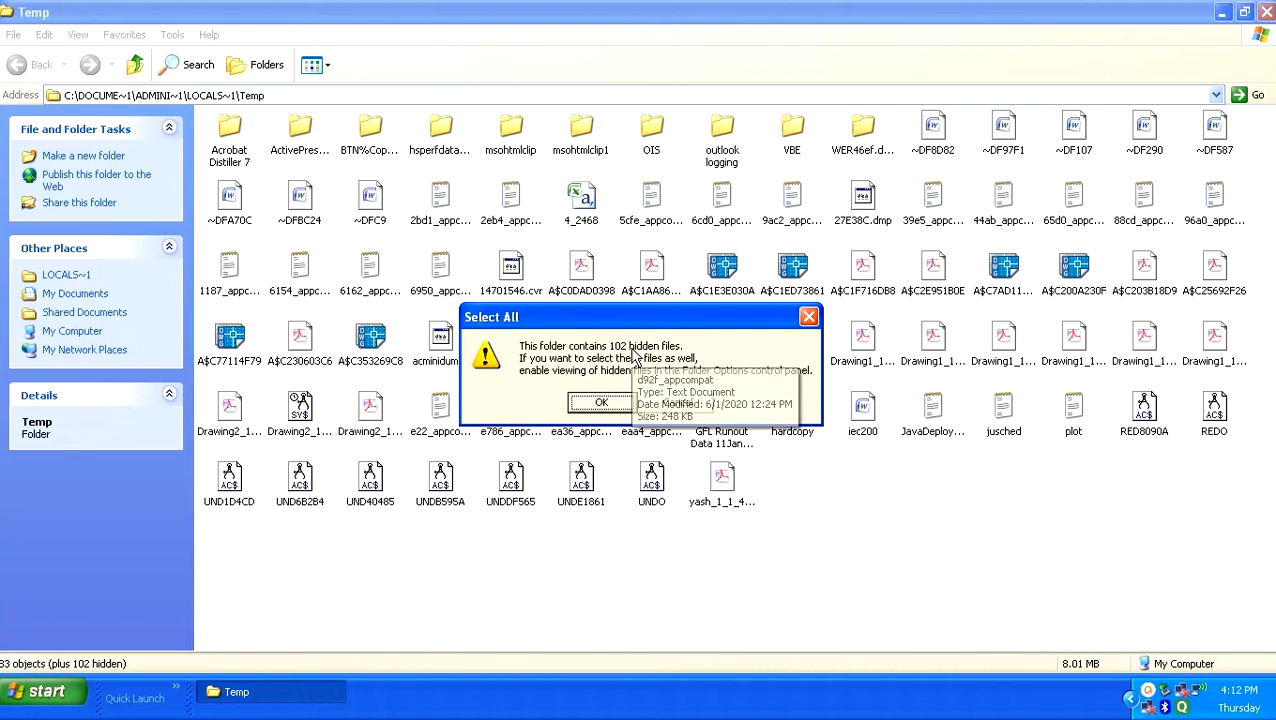 Temp
File Edit View Favorites Tools Help
Back Search Folders
Address C:\DOCUME~1\ADMINI~1\LOCALS~1\Temp Go
File and Folder Tasks
Make a new folder
Publish this folder to the
Web
Share this folder
Other Places
LOCALS~1
My Documents
Shared Documents
My Computer
My Network Places
Details
Temp
Folder
Acrobat
Distiller 7
ActivePres...
BTN%Cop...
hsperfdata...
msohtmlclip
msohtmlclip1
OIS
outlook
logging
VBE
WER46ef.d...
~DF8D82
~DF97F1
~DF107
~DF290
~DF587
~DFA70C
~DFBC24
~DFC9
2bd1_appc...
2eb4_appc...
4_2468
5cfe_appco...
6cd0_appc...
9ac2_appc...
27E38C.dmp
39e5_appc...
44ab_appc...
65d0_appc...
88cd_appc...
96a0_appc...
1187_appc...
6154_appc...
6162_appc...
6950_appc...
14701546.cvr
A$C0DAD0398
A$C1AA86...
A$C1E3E030A
A$C1ED73861
A$C1F716DB8
A$C2E951B0E
A$C7AD11...
A$C200A230F
A$C203B18D9
A$C25692F26
A$C77114F79
A$C230603C6
A$C353269C8
acminidum
Drawing1_1...
Drawing1_1...
Drawing1_1...
Drawing1_1...
Drawing1_1...
Drawing1_1...
Select All
This folder contains 102 hidden files.
If you want to select the files as well,
enable viewing of hidden files in the Folder Options control panel.
OK
d92f_appcompat
Type: Text Document
Date Modified: 6/1/2020 12:24 PM
Size: 248 KB
Drawing2_1...
Drawing2_1...
Drawing2_1...
e22_appco...
e786_appc...
ea36_appc...
eaa4_appc...
GFL Runout
Data 11Jan...
hardcopy
iec200
JavaDeploy...
jusched
plot
RED8090A
REDO
UND1D4CD
UND6B2B4
UND40485
UNDB595A
UNDDF565
UNDE1861
UNDO
yash_1_1_4...
83 objects (plus 102 hidden) 8.01 MB My Computer
start Quick Launch Temp 4:12 PM
Thursday